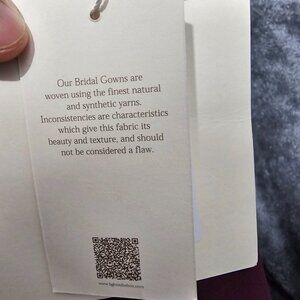 Our Bridal Gowns are
woven using the finest natural
and synthetic yarns.
Inconsistencies are characteristics
which give this fabric its
beauty and texture, and should
not be considered a flaw.